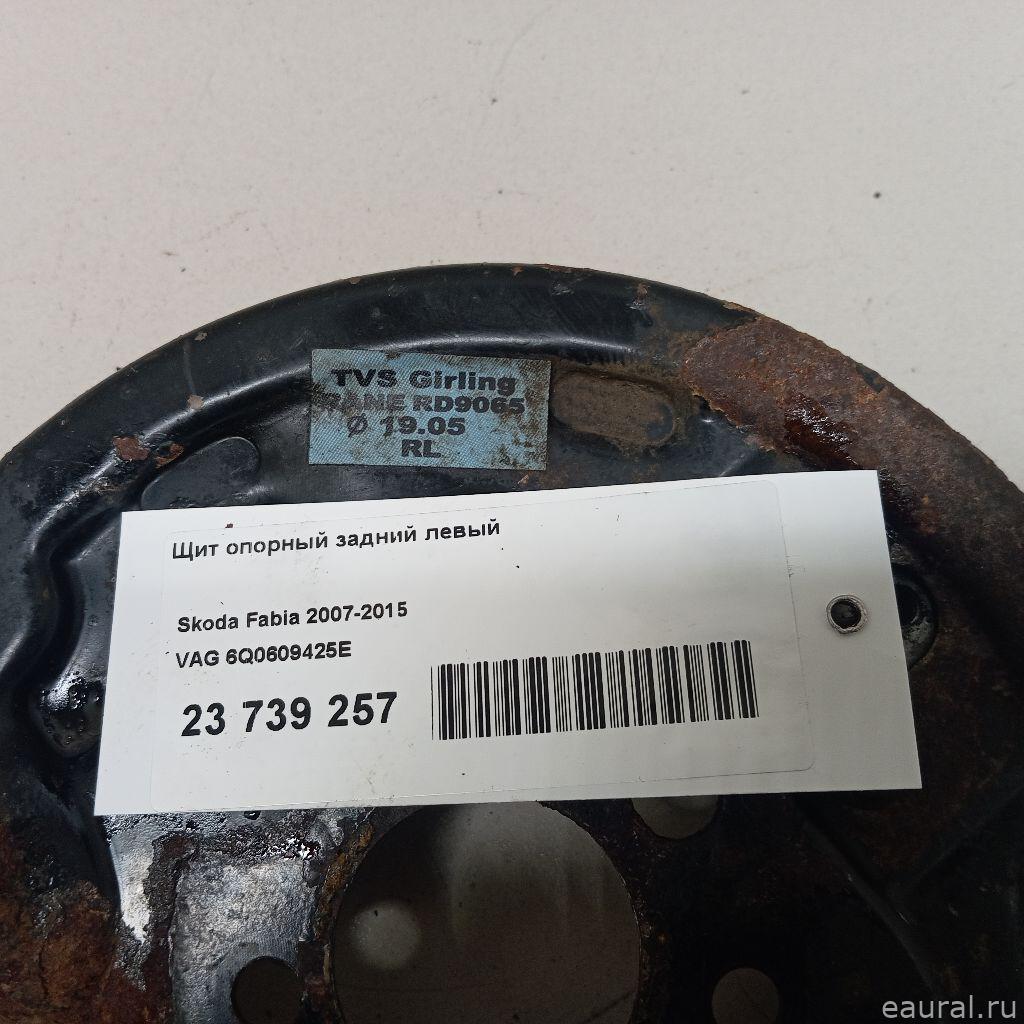 TVS Girling
RANE RD9065
Ø 19.05
RL
Щит опорный задний левый
Skoda Fabia 2007-2015
VAG 6Q0609425E
23 739 257
eaural.ru